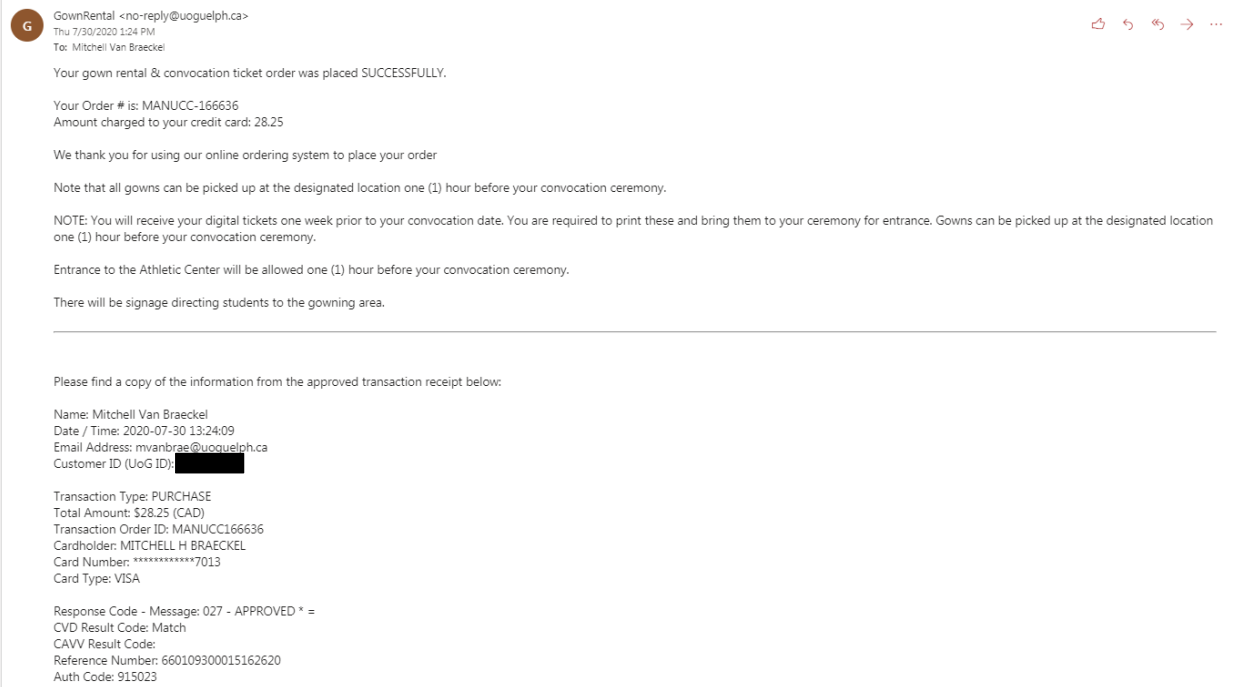 G
GownRental <no-reply@uoguelph.ca>
Thu 7/30/2020 1:24 PM
To: Mitchell Van Braeckel
Your gown rental & convocation ticket order was placed SUCCESSFULLY.
Your Order # is: MANUCC-166636
Amount charged to your credit card: 28.25
We thank you for using our online ordering system to place your order
Note that all gowns can be picked up at the designated location one (1) hour before your convocation ceremony.
NOTE: You will receive your digital tickets one week prior to your convocation date. You are required to print these and bring them to your ceremony for entrance. Gowns can be picked up at the designated location
one (1) hour before your convocation ceremony.
Entrance to the Athletic Center will be allowed one (1) hour before your convocation ceremony.
There will be signage directing students to the gowning area.
Please find a copy of the information from the approved transaction receipt below:
Name: Mitchell Van Braeckel
Date / Time: 2020-07-30 13:24:09
Email Address: mvanbrae@uoguelph.ca
Customer ID (UoG ID):
Transaction Type: PURCHASE
Total Amount: $28.25 (CAD)
Transaction Order ID: MANUCC166636
Cardholder: MITCHELL H BRAECKEL
Card Number: ************7013
Card Type: VISA
Response Code - Message: 027 - APPROVED * =
CVD Result Code: Match
CAVV Result Code:
Reference Number: 660109300015162620
Auth Code: 915023